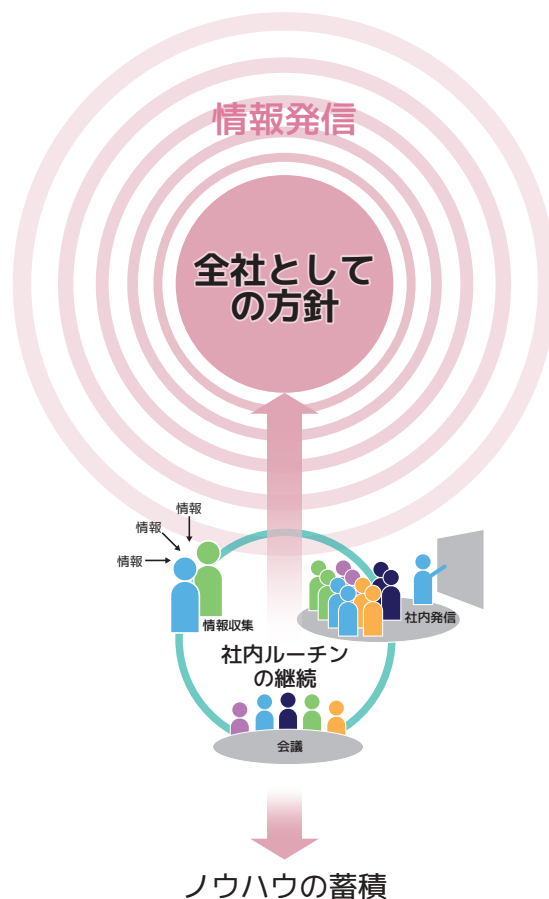 情報発信
全社として
の方針
情報
情報
情報
情報収集
社内発信
社内ルーチン
の継続
会議
ノウハウの蓄積